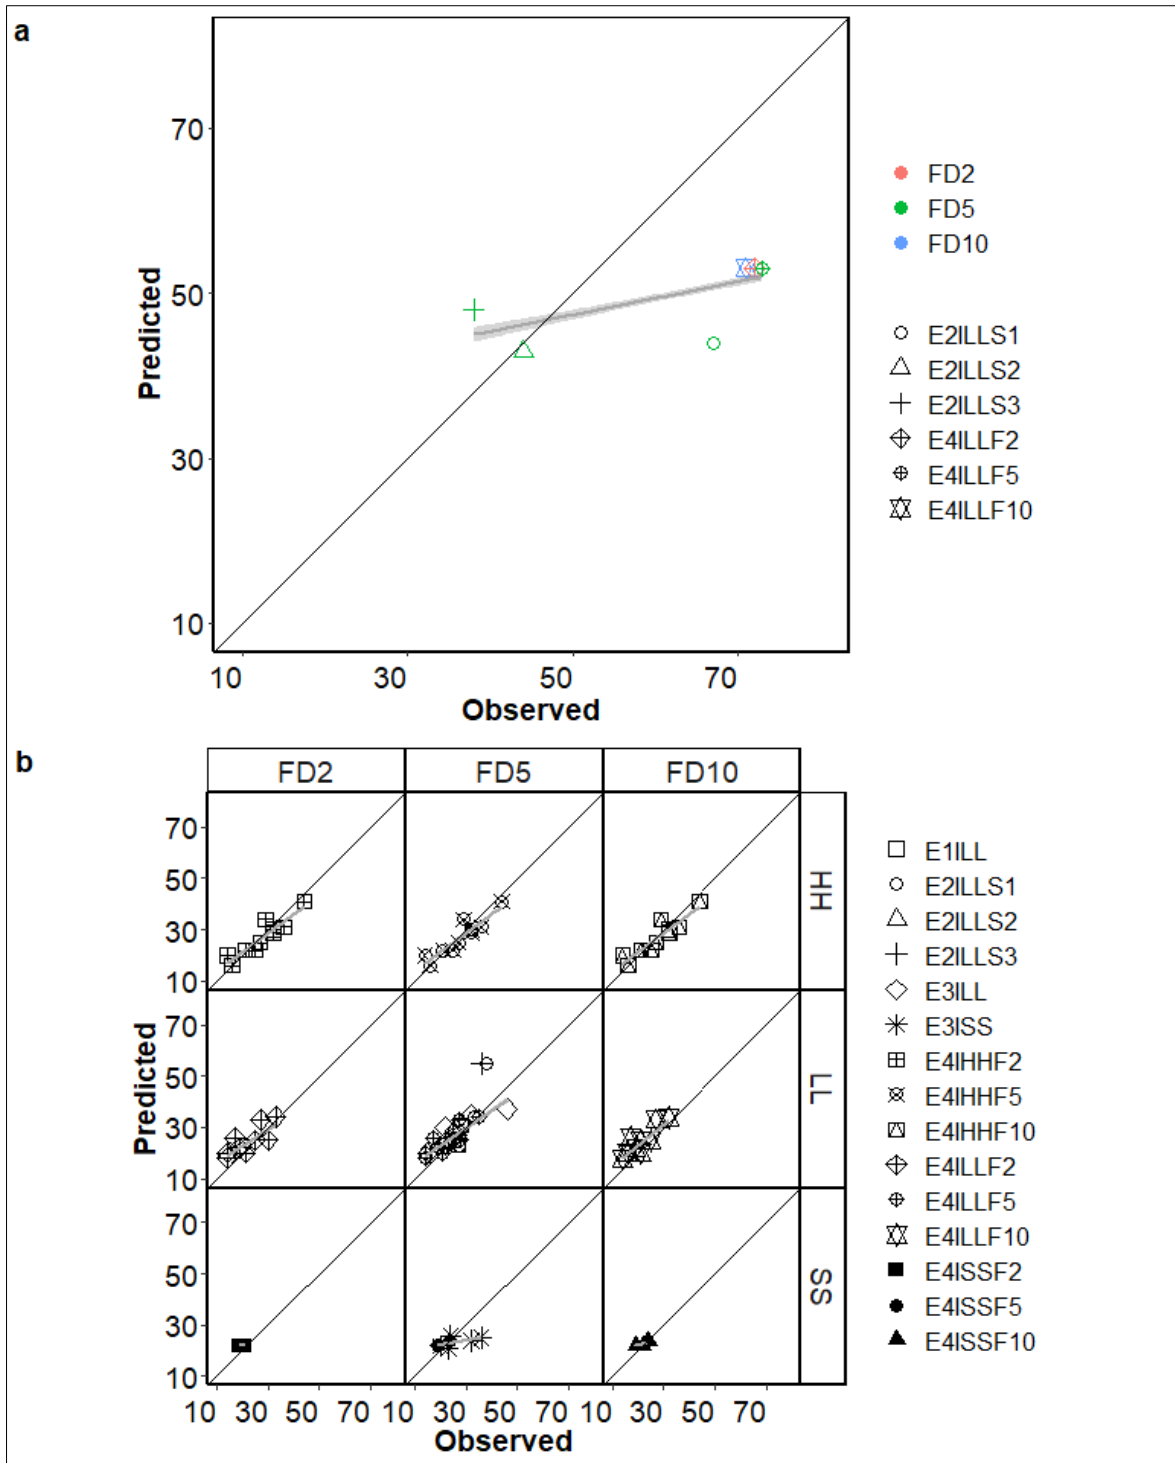 a
70
50
30
10
Predicted
10 30 50 70
Observed
FD2
FD5
FD10
E2ILLS1
E2ILLS2
E2ILLS3
E4ILLF2
E4ILLF5
E4ILLF10
b
FD2 FD5 FD10
70
50
30
10
HH
70
50
30
10
LL
70
50
30
10
SS
Predicted
10 30 50 70 10 30 50 70 10 30 50 70
Observed
E1ILL
E2ILLS1
E2ILLS2
E2ILLS3
E3ILL
E3ISS
E4IHHF2
E4IHHF5
E4IHHF10
E4ILLF2
E4ILLF5
E4ILLF10
E4ISSF2
E4ISSF5
E4ISSF10